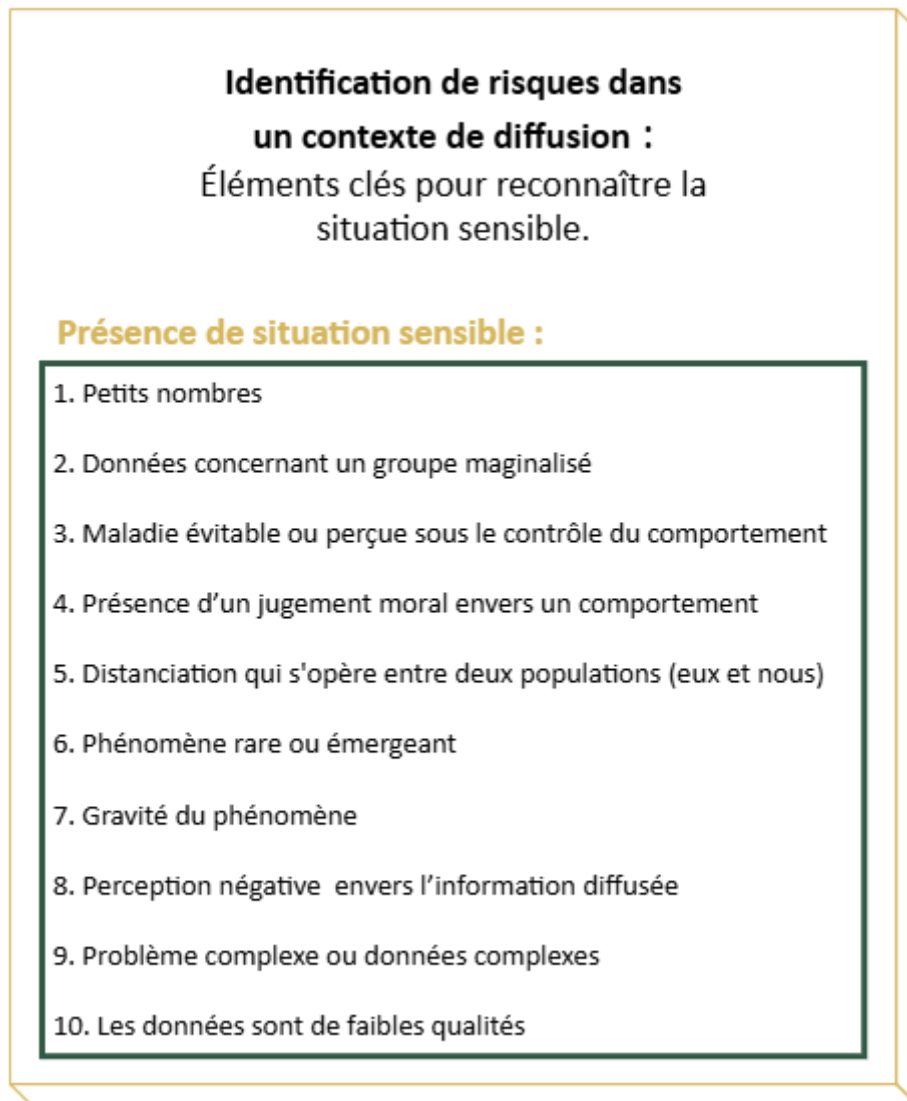 Identification de risques dans
un contexte de diffusion :
Éléments clés pour reconnaître la
situation sensible.
Présence de situation sensible :
1. Petits nombres
2. Données concernant un groupe maginalisé
3. Maladie évitable ou perçue sous le contrôle du comportement
4. Présence d’un jugement moral envers un comportement
5. Distanciation qui s'opère entre deux populations (eux et nous)
6. Phénomène rare ou émergeant
7. Gravité du phénomène
8. Perception négative  envers l’information diffusée
9. Problème complexe ou données complexes
10. Les données sont de faibles qualités